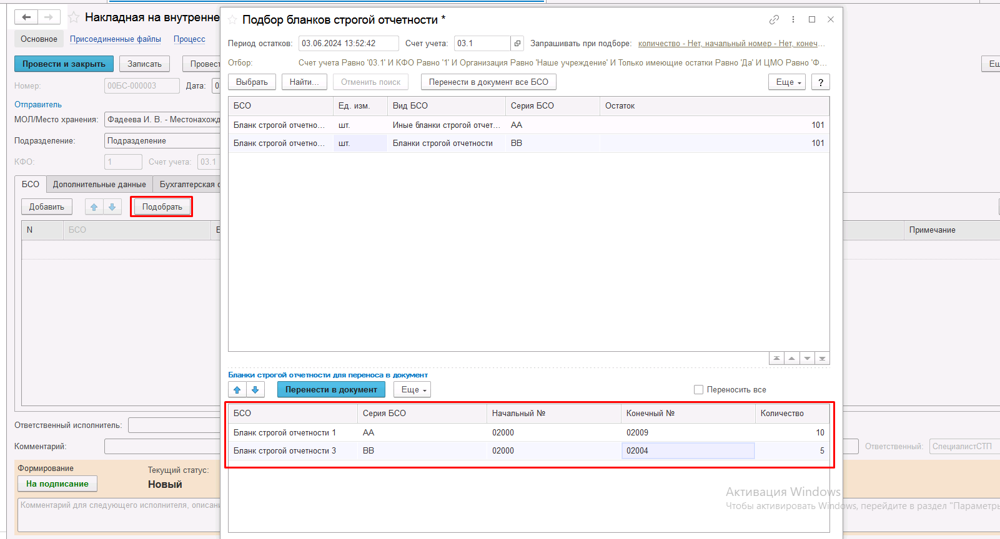 Накладная на внутренне
Основное Присоединенные файлы Процесс
Провести и закрыть Записать Провест
Номер: 00БС-000003 Дата: 0
Отправитель
МОЛ/Место хранения: Фадеева И. В. - Местонахожд
Подразделение: Подразделение
КФО: 1 Счет учета: 03.1
БСО Дополнительные данные Бухгалтерская о
Добавить Подобрать
N БСО Е
Ответственный исполнитель:
Комментарий:
Формирование Текущий статус:
На подписание Новый
Комментарий для следующего исполнителя, описани
Подбор бланков строгой отчетности *
Период остатков: 03.06.2024 13:52:42 Счет учета: 03.1 Запрашивать при подборе: количество - Нет, начальный номер - Нет, конеч...
Отбор: Счет учета Равно '03.1' И КФО Равно '1' И Организация Равно 'Наше учреждение' И Только имеющие остатки Равно 'Да' И ЦМО Равно 'Ф...
Выбрать Найти... Отменить поиск Перенести в документ все БСО Еще ?
БСО Ед. изм. Вид БСО Серия БСО Остаток
Бланк строгой отчетно... шт. Иные бланки строгой отчет... АА 101
Бланк строгой отчетно... шт. Бланки строгой отчетности ВВ 101
Бланки строгой отчетности для переноса в документ
Перенести в документ Еще Переносить все
БСО Серия БСО Начальный № Конечный № Количество
Бланк строгой отчетности 1 АА 02000 02009 10
Бланк строгой отчетности 3 ВВ 02000 02004 5
Ещ
Примечание
Ответственный: СпециалистСТП
Активация Windows
Чтобы активировать Windows, перейдите в раздел "Параметры